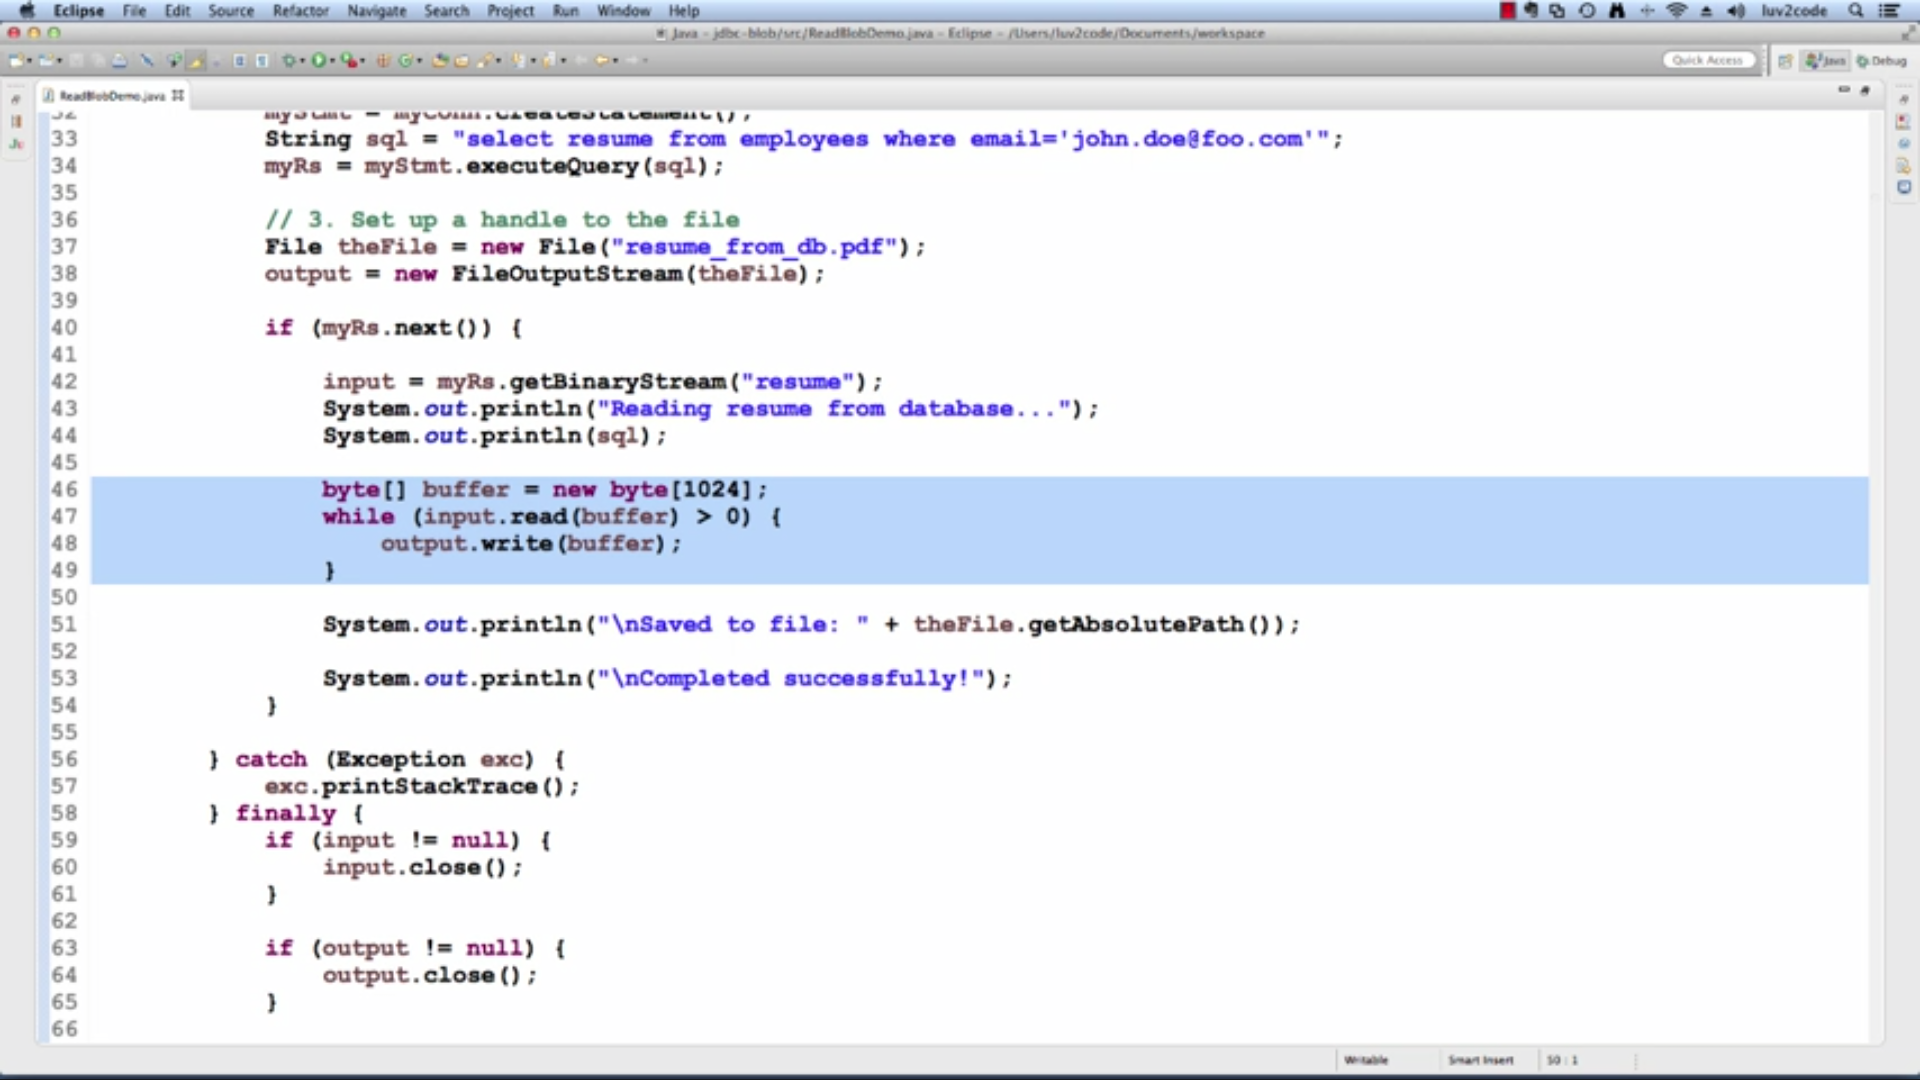 Eclipse File Edit Source Refactor Navigate Search Project Run Window Help luv2code
Java - jdbc-blob/src/ReadBlobDemo.java - Eclipse - /Users/luv2code/Documents/workspace
Quick Access Java Debug
ReadBlobDemo.java
32 myStmt = myConn.createStatement();
33 String sql = "select resume from employees where email='john.doe@foo.com'";
34 myRs = myStmt.executeQuery(sql);
35
36 // 3. Set up a handle to the file
37 File theFile = new File("resume_from_db.pdf");
38 output = new FileOutputStream(theFile);
39
40 if (myRs.next()) {
41
42 input = myRs.getBinaryStream("resume");
43 System.out.println("Reading resume from database...");
44 System.out.println(sql);
45
46 byte[] buffer = new byte[1024];
47 while (input.read(buffer) > 0) {
48 output.write(buffer);
49 }
50
51 System.out.println("\nSaved to file: " + theFile.getAbsolutePath());
52
53 System.out.println("\nCompleted successfully!");
54 }
55
56 } catch (Exception exc) {
57 exc.printStackTrace();
58 } finally {
59 if (input != null) {
60 input.close();
61 }
62
63 if (output != null) {
64 output.close();
65 }
66
Writable Smart Insert 50 : 1